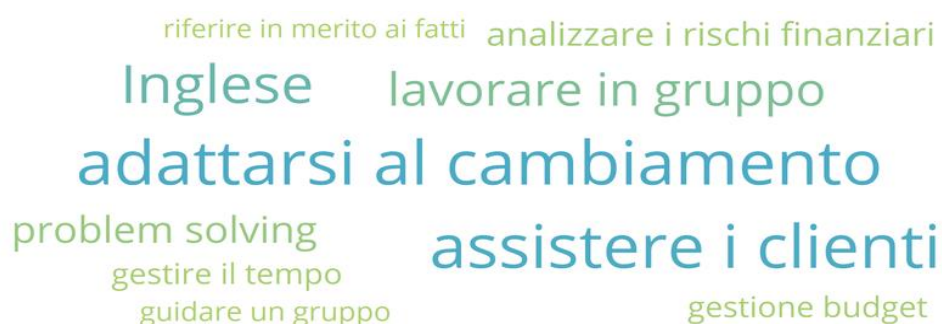 riferire in merito ai fatti
analizzare i rischi finanziari
Inglese
lavorare in gruppo
adattarsi al cambiamento
problem solving
assistere i clienti
gestire il tempo
guidare un gruppo
gestione budget